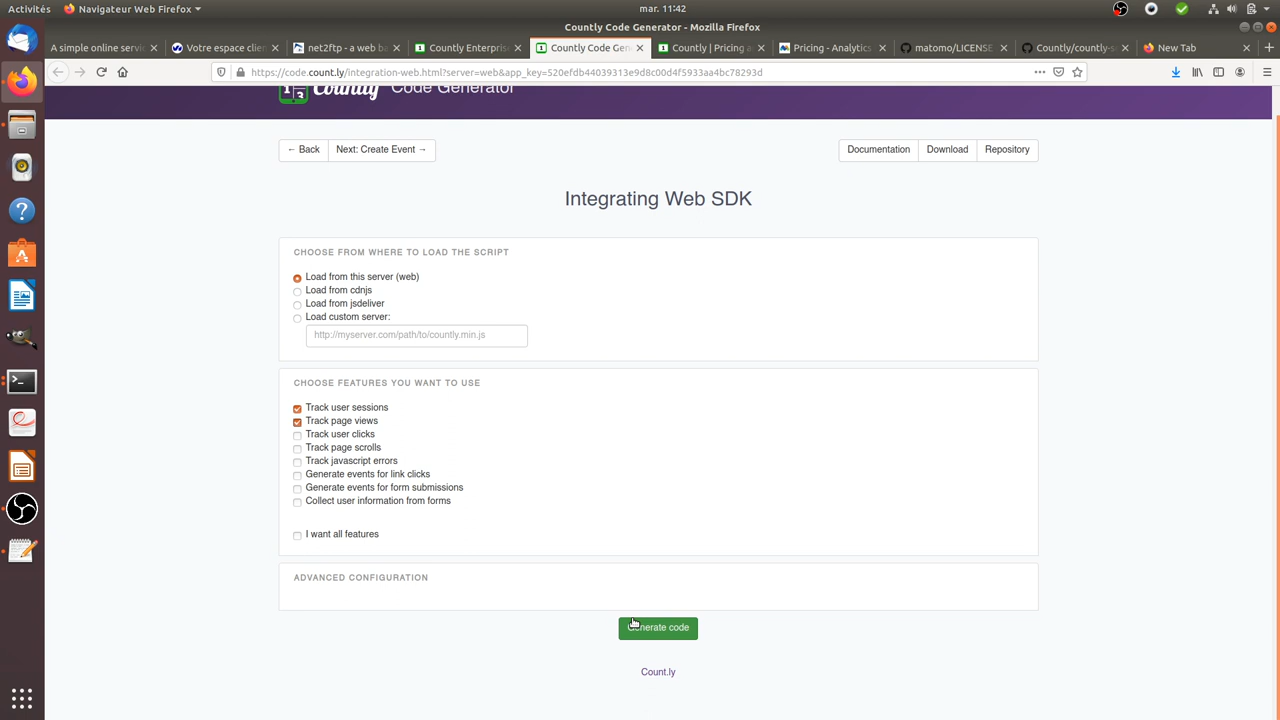 Activités
Navigateur Web Firefox
mar. 11:42
Countly Code Generator - Mozilla Firefox
A simple online servi
Votre espace clien
net2ftp - a web ba
Countly Enterpris
Countly Code Gen
Countly | Pricing a
Pricing - Analytics
matomo/LICENSE
Countly/countly-s
New Tab
https://code.count.ly/integration-web.html?server=web&app_key=520efdb44039313e9d8c00d4f5933aa4bc78293d
Countly Code Generator
← Back
Next: Create Event →
Documentation
Download
Repository
Integrating Web SDK
CHOOSE FROM WHERE TO LOAD THE SCRIPT
Load from this server (web)
Load from cdnjs
Load from jsdeliver
Load custom server:
http://myserver.com/path/to/countly.min.js
CHOOSE FEATURES YOU WANT TO USE
Track user sessions
Track page views
Track user clicks
Track page scrolls
Track javascript errors
Generate events for link clicks
Generate events for form submissions
Collect user information from forms
I want all features
ADVANCED CONFIGURATION
Generate code
Count.ly